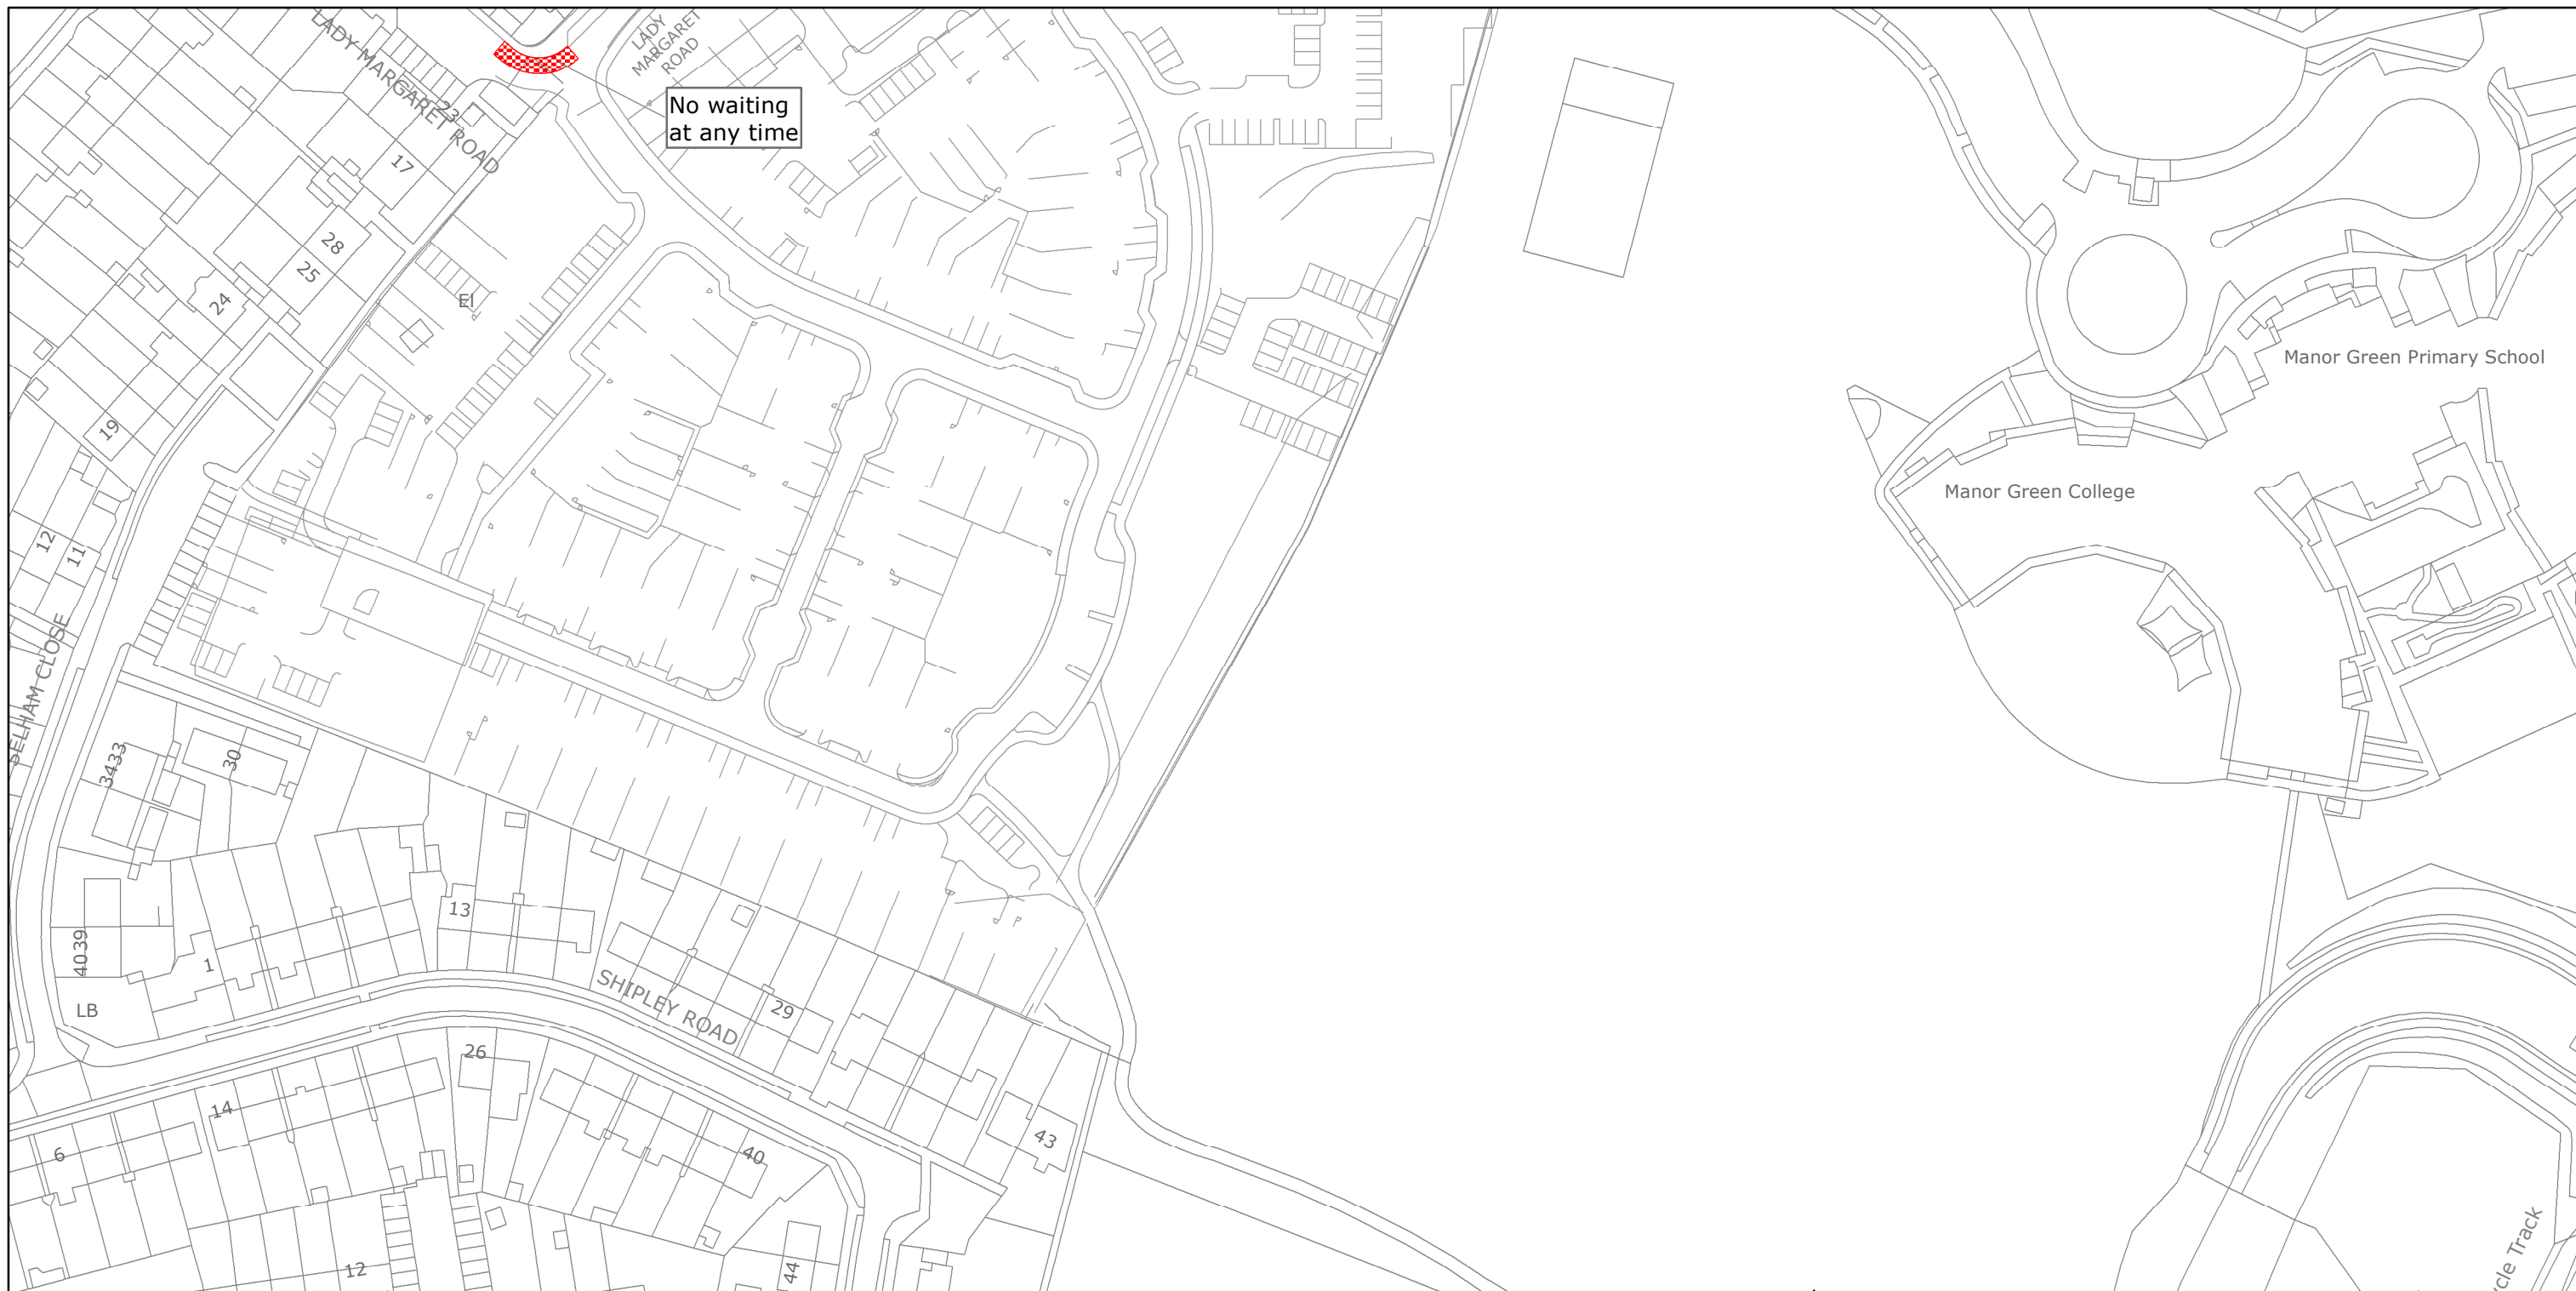 LADY MARGARET ROAD
LADY
MARGARET
ROAD
No waiting
at any time
23
17
28
25
24
EI
19
12
11
Manor Green Primary School
Manor Green College
PELHAM CLOSE
3433
30
13
4039
1
LB
SHIPLEY ROAD
29
26
14
6
40
43
12
44
ycle Track